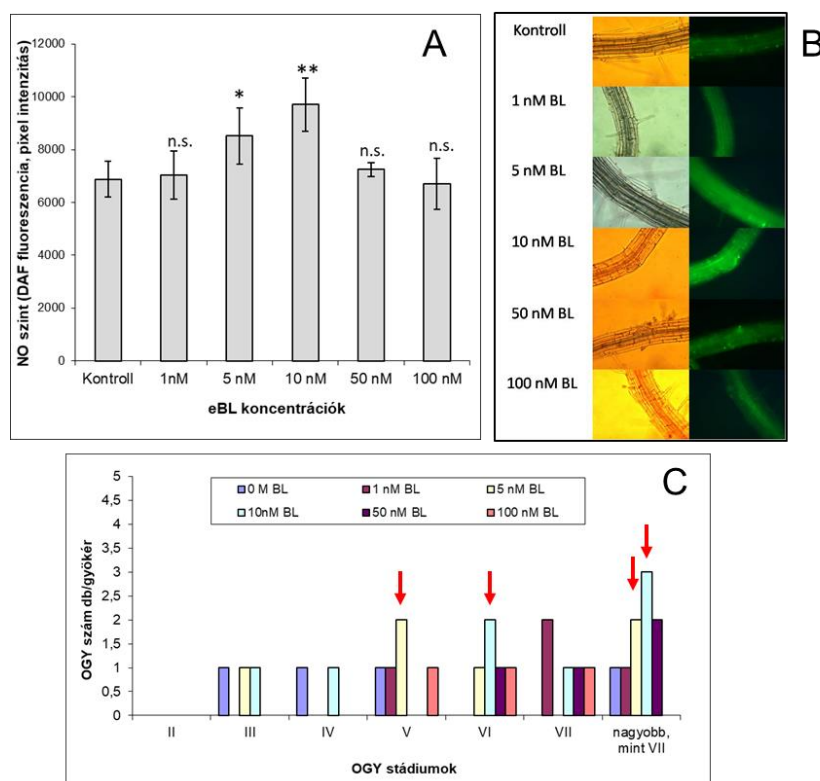 A
NO szint (DAF fluoreszencia, pixel intenzitás)
12000
10000
8000
6000
4000
2000
0
n.s.
*
**
n.s.
n.s.
Kontroll 1nM 5 nM 10 nM 50 nM 100 nM
eBL koncentrációk
B
Kontroll
1 nM BL
5 nM BL
10 nM BL
50 nM BL
100 nM BL
C
OGY szám db/gyökér
5
4,5
4
3,5
3
2,5
2
1,5
1
0,5
0
0 M BL 1 nM BL 5 nM BL
10nM BL 50 nM BL 100 nM BL
II III IV V VI VII nagyobb,
mint VII
OGY stádiumok